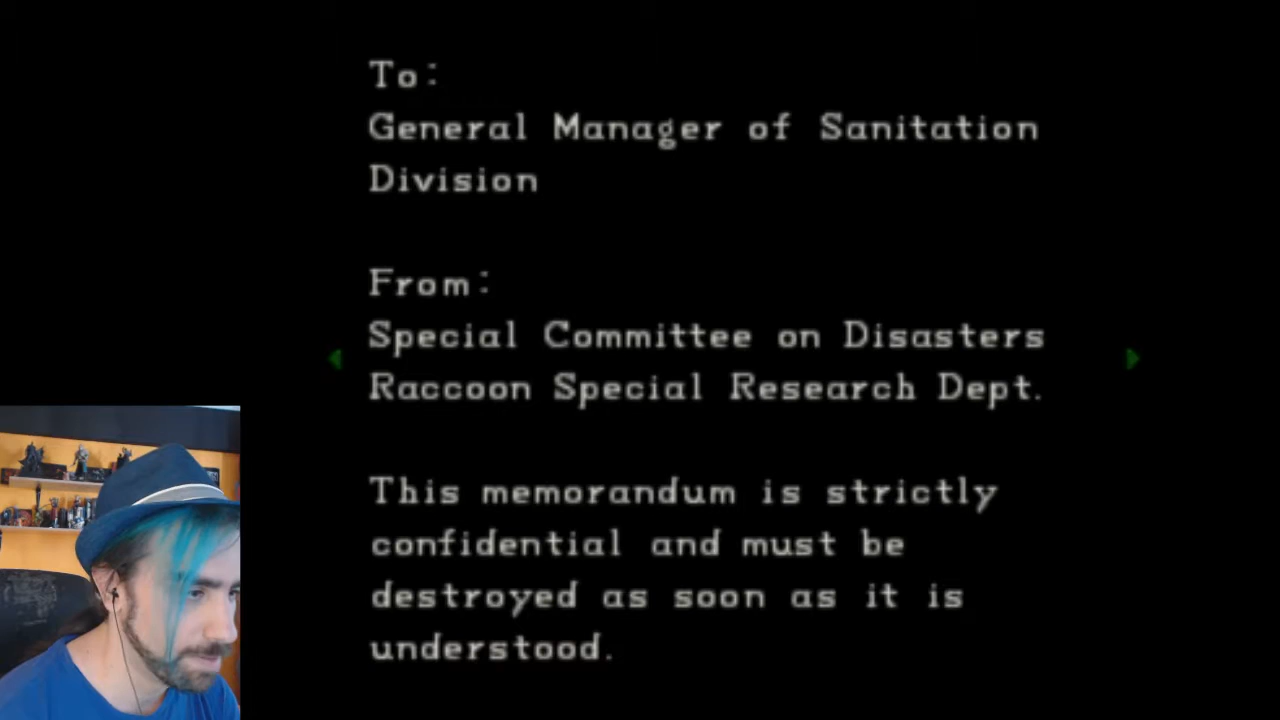 To:
General Manager of Sanitation
Division
From:
Special Committee on Disasters
Raccoon Special Research Dept.
This memorandum is strictly
confidential and must be
destroyed as soon as it is
understood.